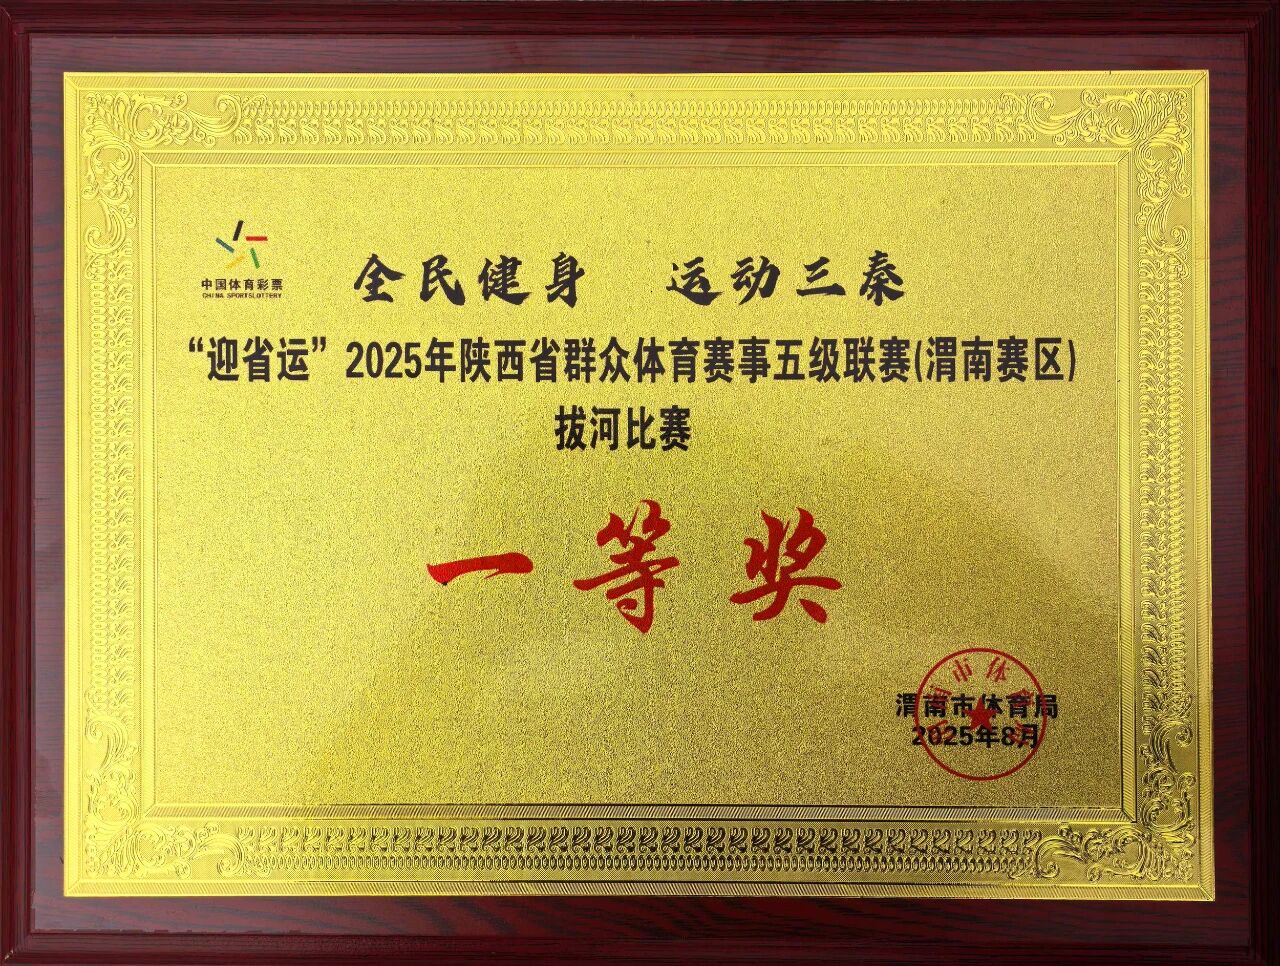 中国体育彩票
CHINA SPORTSLOTTERY
全民健身 运动三秦
“迎省运”2025年陕西省群众体育赛事五级联赛(渭南赛区)
拔河比赛
一等奖
渭南市体育局
2025年8月